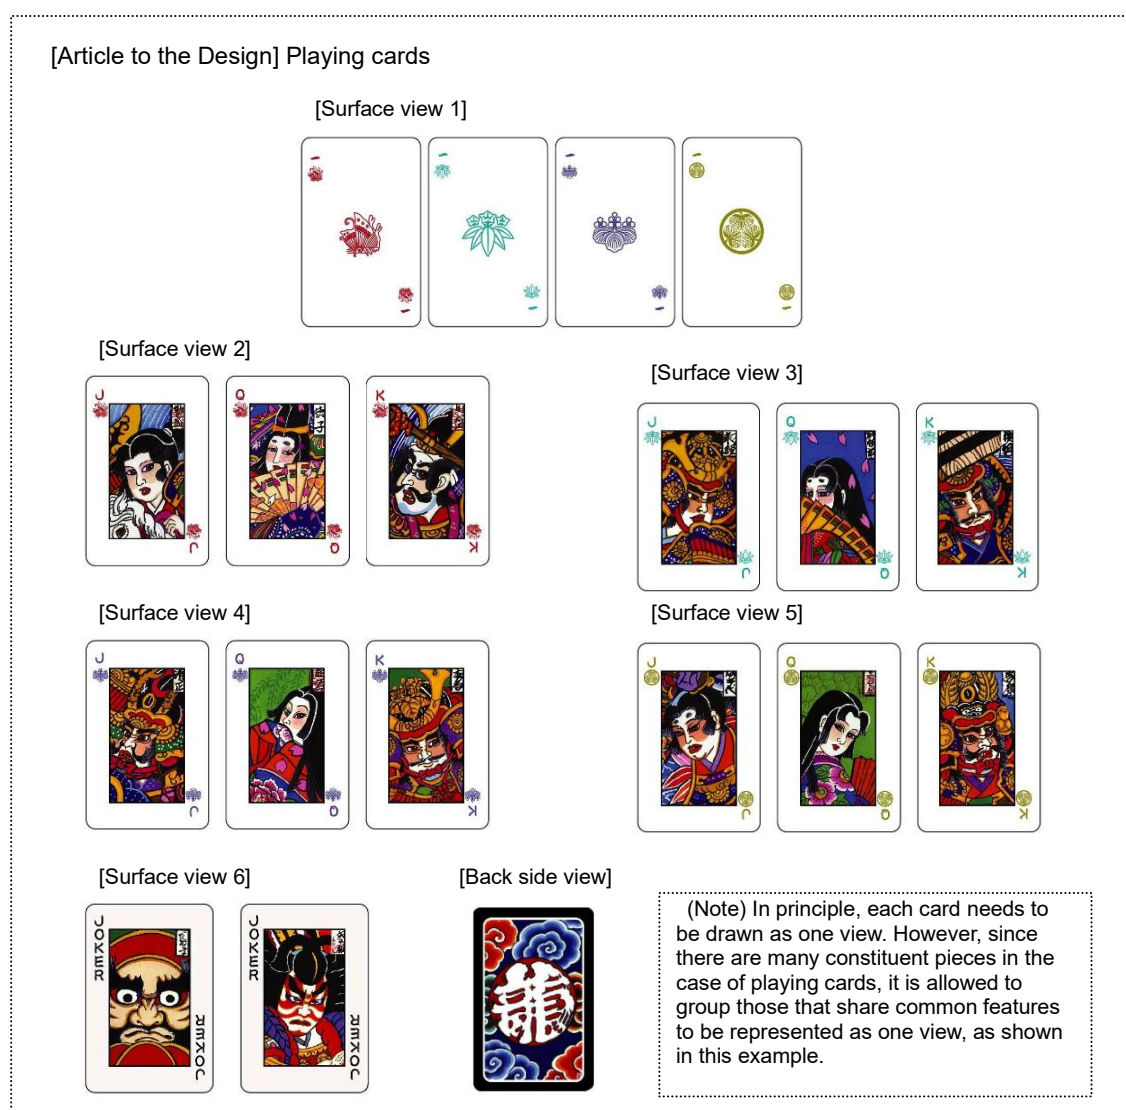 [Article to the Design] Playing cards
[Surface view 1]
[Surface view 2]
J
Q
K
J
Q
K
[Surface view 3]
J
Q
K
J
Q
K
[Surface view 4]
J
Q
K
J
Q
K
[Surface view 5]
J
Q
K
J
Q
K
[Surface view 6]
JOKER
JOKER
JOKER
JOKER
[Back side view]
(Note) In principle, each card needs to
be drawn as one view. However, since
there are many constituent pieces in the
case of playing cards, it is allowed to
group those that share common features
to be represented as one view, as shown
in this example.